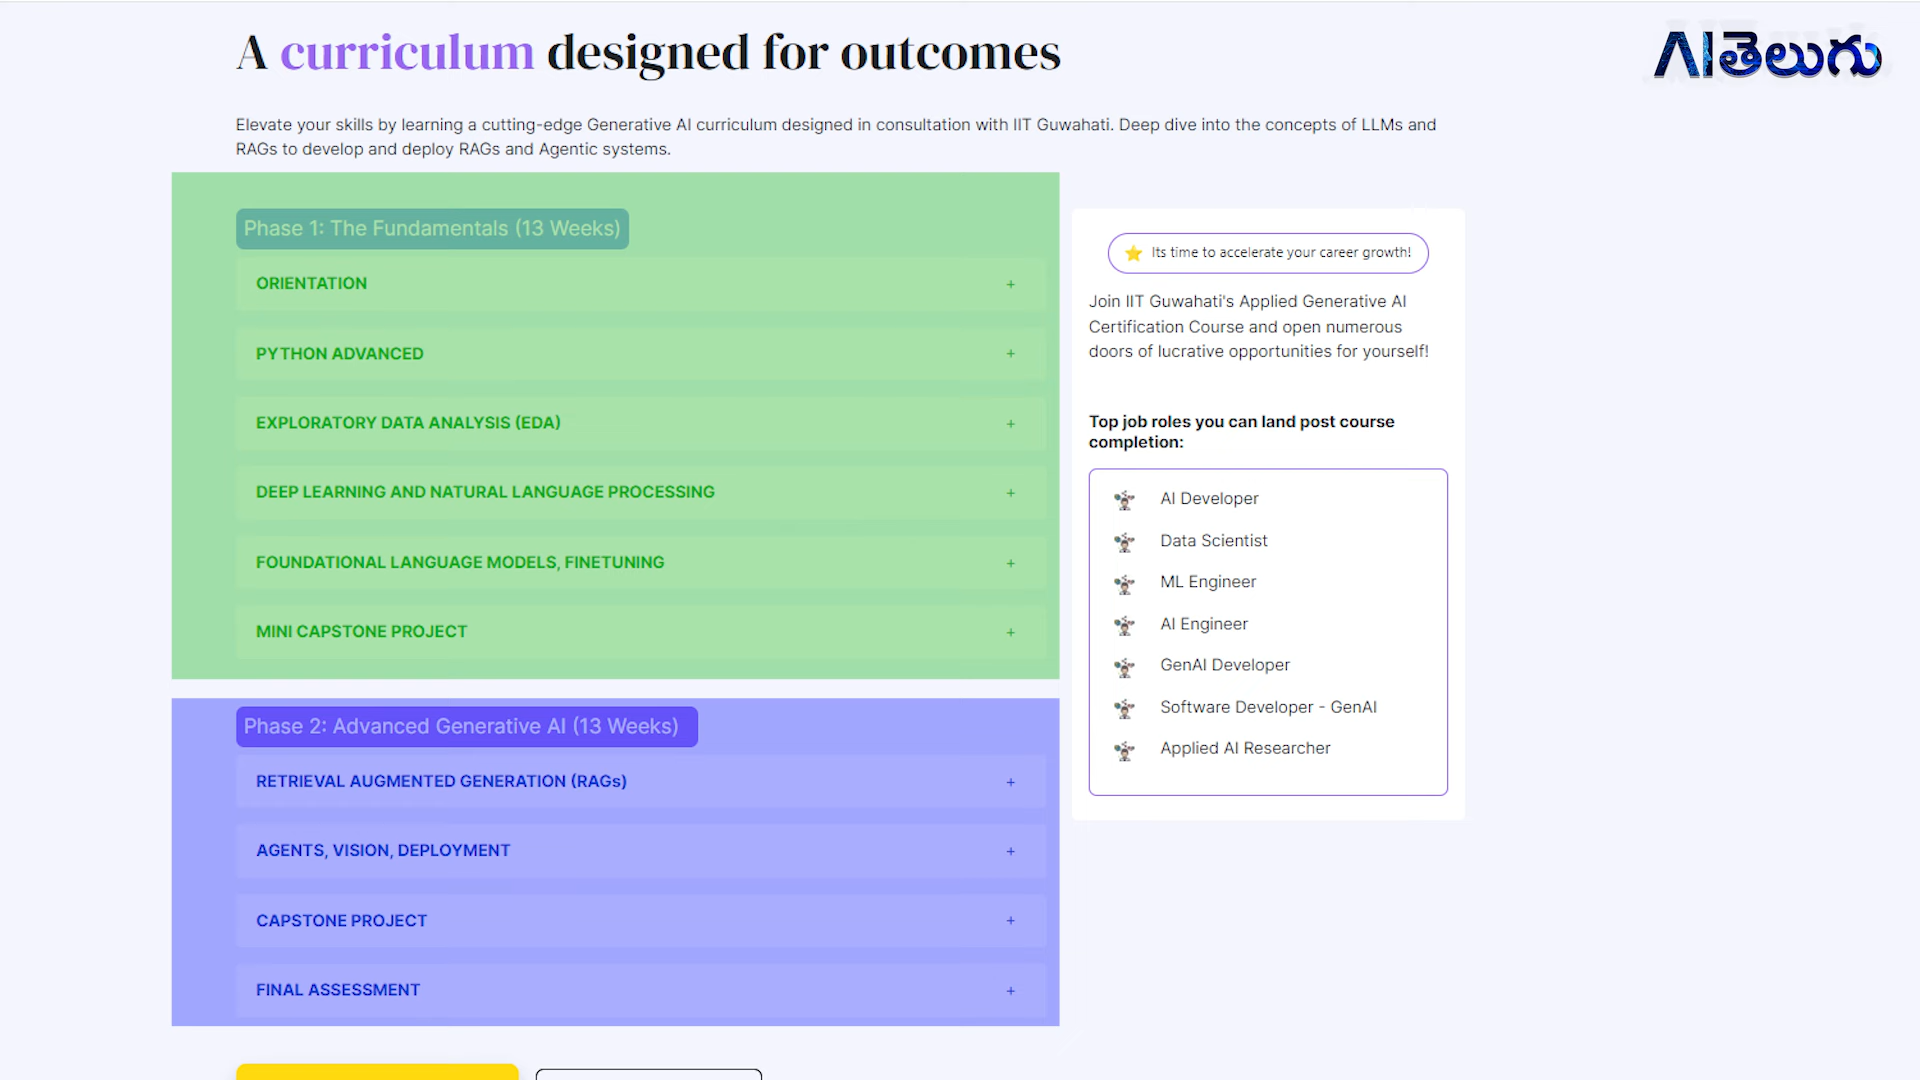 A curriculum designed for outcomes
AIతెలుగు
Elevate your skills by learning a cutting-edge Generative AI curriculum designed in consultation with IIT Guwahati. Deep dive into the concepts of LLMs and
RAGs to develop and deploy RAGs and Agentic systems.
Phase 1: The Fundamentals (13 Weeks)
ORIENTATION +
PYTHON ADVANCED +
EXPLORATORY DATA ANALYSIS (EDA) +
DEEP LEARNING AND NATURAL LANGUAGE PROCESSING +
FOUNDATIONAL LANGUAGE MODELS, FINETUNING +
MINI CAPSTONE PROJECT +
Phase 2: Advanced Generative AI (13 Weeks)
RETRIEVAL AUGMENTED GENERATION (RAGs) +
AGENTS, VISION, DEPLOYMENT +
CAPSTONE PROJECT +
FINAL ASSESSMENT +
Its time to accelerate your career growth!
Join IIT Guwahati's Applied Generative AI
Certification Course and open numerous
doors of lucrative opportunities for yourself!
Top job roles you can land post course
completion:
AI Developer
Data Scientist
ML Engineer
AI Engineer
GenAI Developer
Software Developer - GenAI
Applied AI Researcher